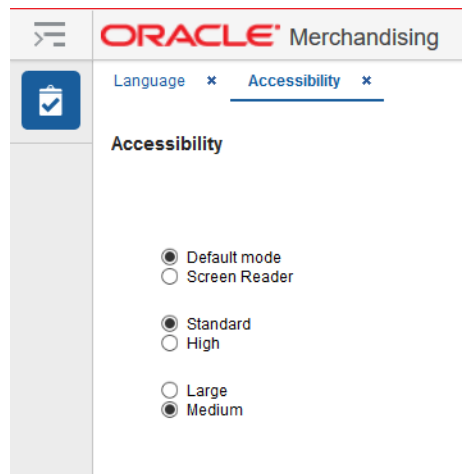 ORACLE® Merchandising
Language × Accessibility ×
Accessibility
Default mode
Screen Reader
Standard
High
Large
Medium